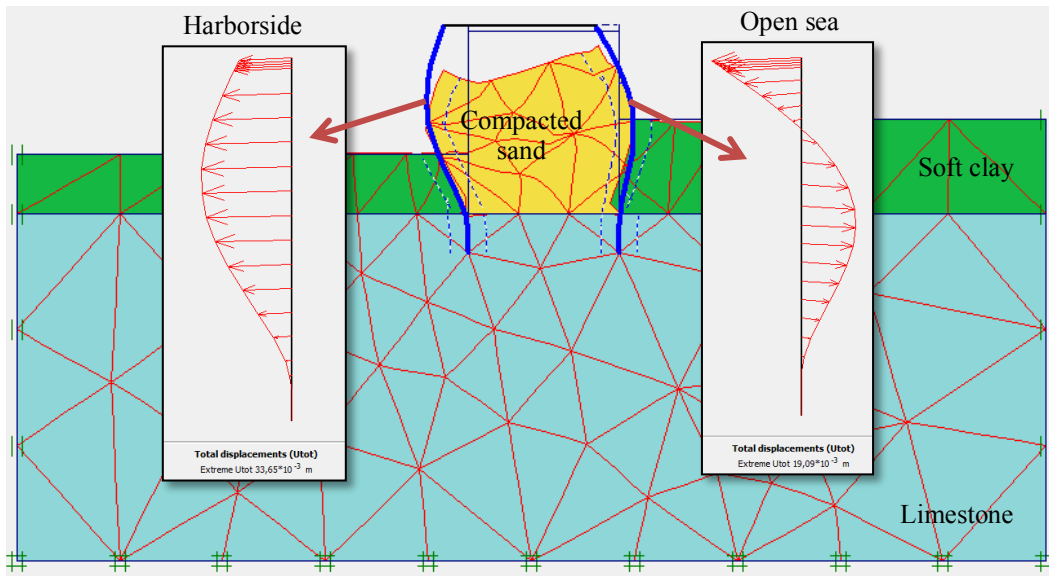 Harborside
Open sea
Compacted
sand
Soft clay
Total displacements (Utot)
Extreme Utot 33,65*10 -3 m
Total displacements (Utot)
Extreme Utot 19,09*10 -3 m
Limestone